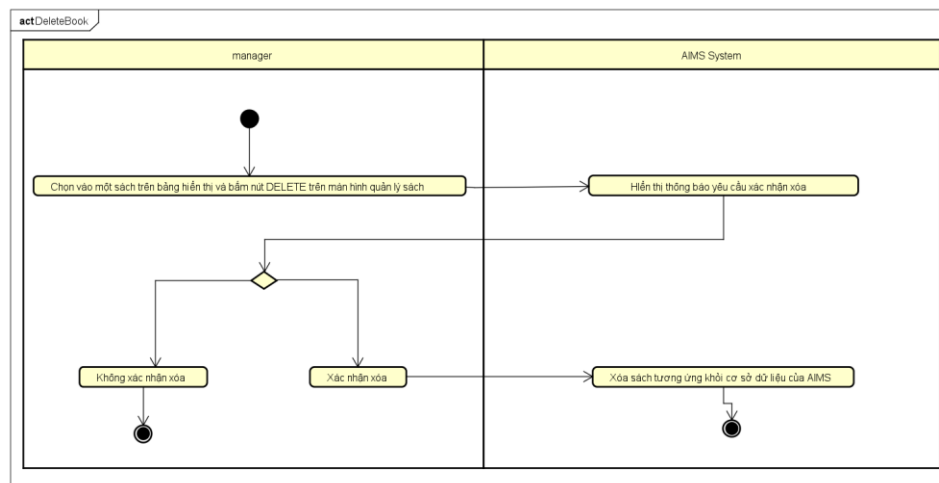 act DeleteBook
manager
AIMS System
Chọn vào một sách trên bảng hiển thị và bấm nút DELETE trên màn hình quản lý sách
Hiển thị thông báo yêu cầu xác nhận xóa
Không xác nhận xóa
Xác nhận xóa
Xóa sách tương ứng khỏi cơ sở dữ liệu của AIMS